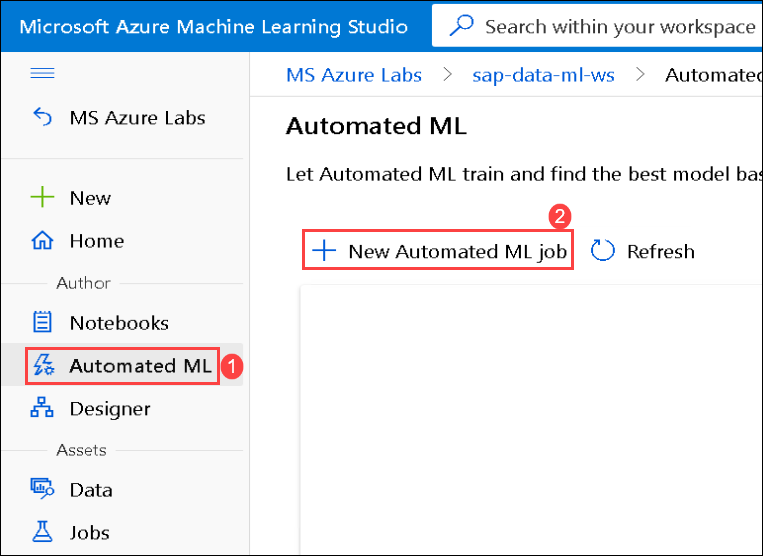 Microsoft Azure Machine Learning Studio
Search within your workspace
MS Azure Labs
New
Home
Author
Notebooks
Automated ML 1
Designer
Assets
Data
Jobs
MS Azure Labs > sap-data-ml-ws > Automated
Automated ML
Let Automated ML train and find the best model bas
2
New Automated ML job
Refresh